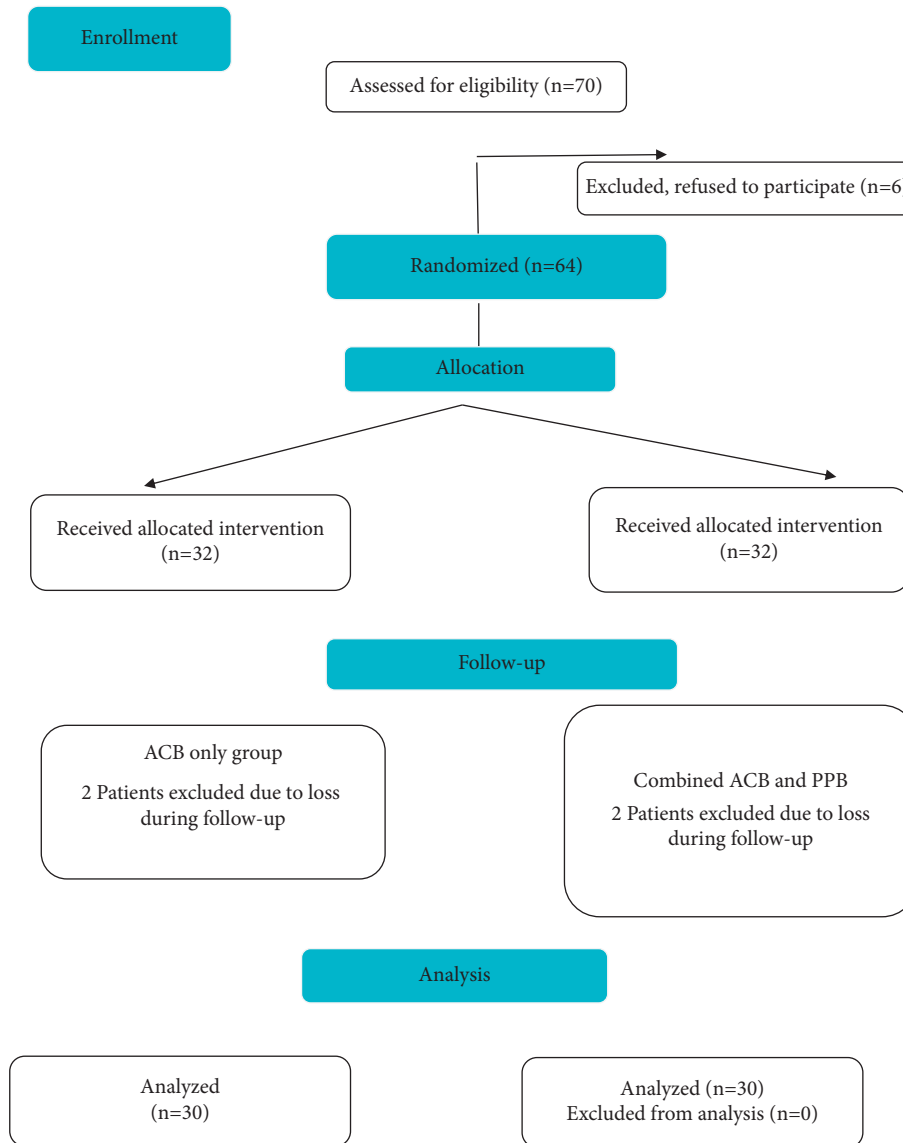 Enrollment
Assessed for eligibility (n=70)
Excluded, refused to participate (n=6
Randomized (n=64)
Allocation
Received allocated intervention
(n=32)
Received allocated intervention
(n=32)
Follow-up
ACB only group
2 Patients excluded due to loss
during follow-up
Combined ACB and PPB
2 Patients excluded due to loss
during follow-up
Analysis
Analyzed
(n=30)
Analyzed (n=30)
Excluded from analysis (n=0)